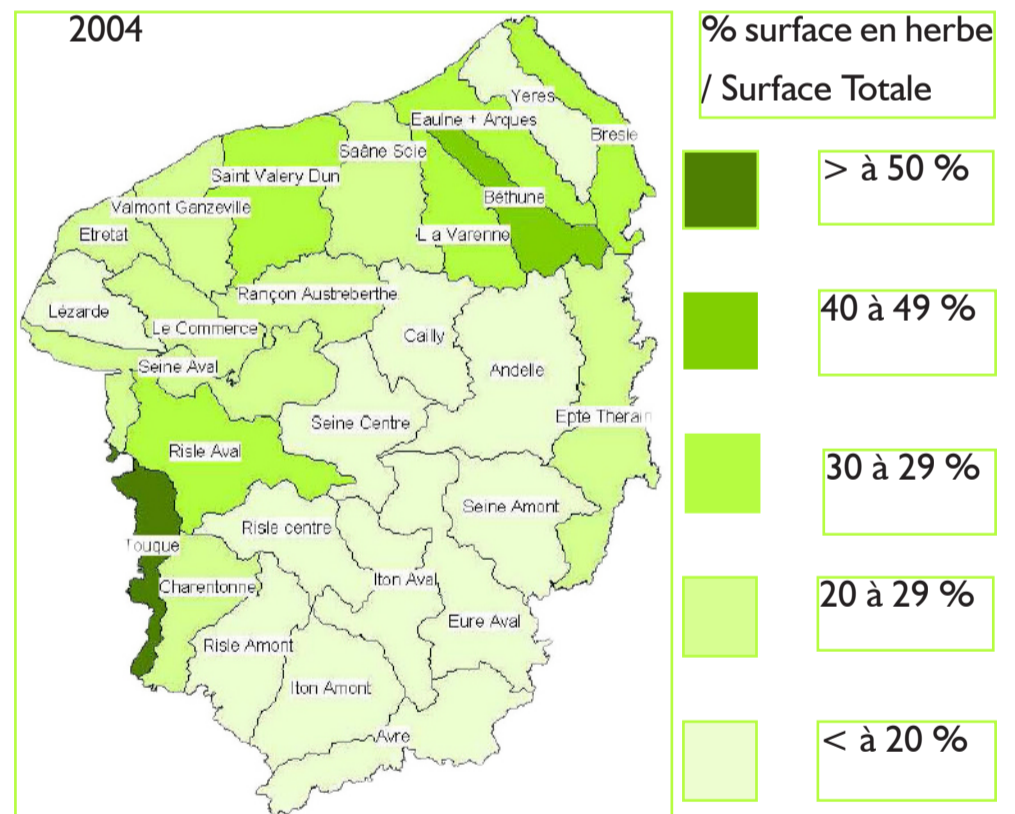 2004
% surface en herbe
/ Surface Totale
> à 50 %
40 à 49 %
30 à 29 %
20 à 29 %
< à 20 %
Yeres
Eaulne + Arques
Bresle
Saâne Scie
Saint Valery Dun
Béthune
Valmont Ganzeville
Etretat
La Varenne
Rançon Austreberthe
Lézarde
Le Commerce
Cailly
Seine Aval
Andelle
Epte Therain
Seine Centre
Risle Aval
Seine Amont
Risle centre
Touque
Charentonne
Iton Aval
Eure Aval
Risle Amont
Iton Amont
Avre